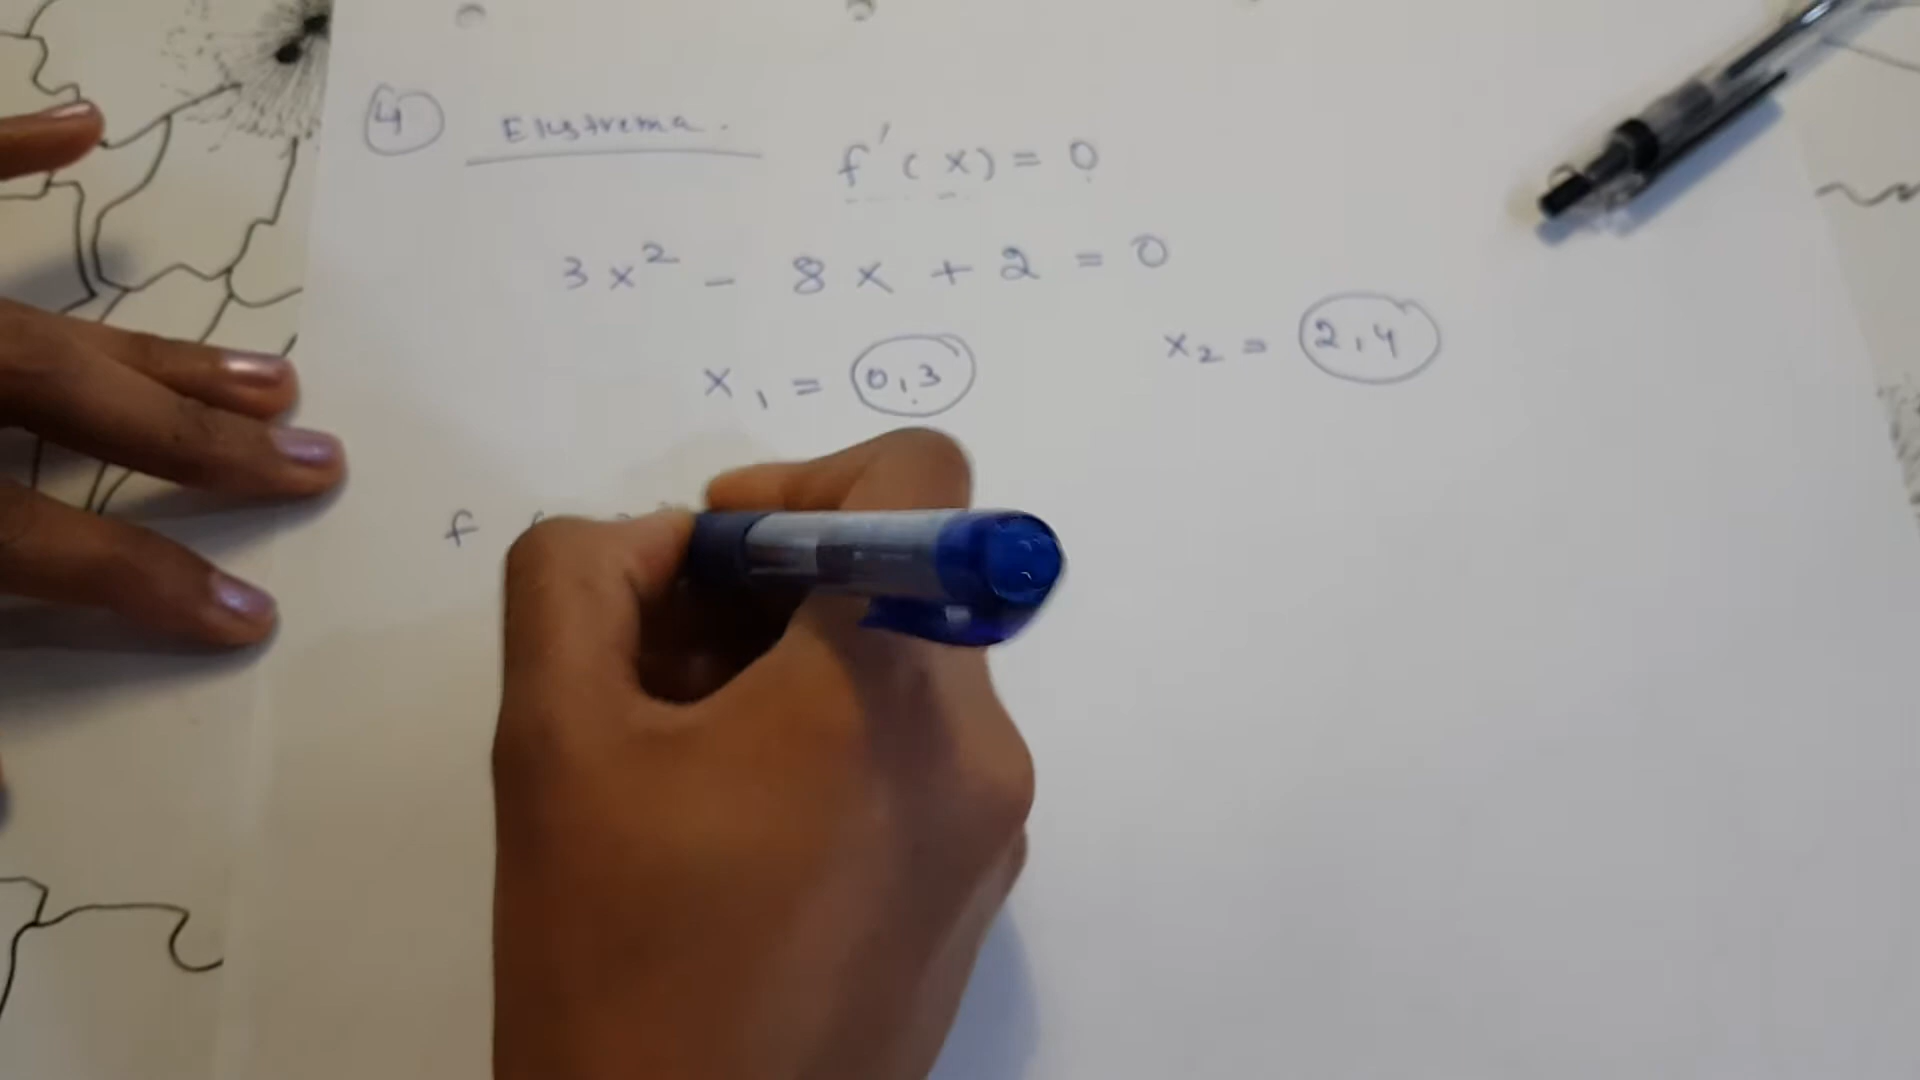 4 Ekstrema.
f'(x) = 0
3x² - 8x + 2 = 0
x₁ = 0,3 x₂ = 2,4
f (